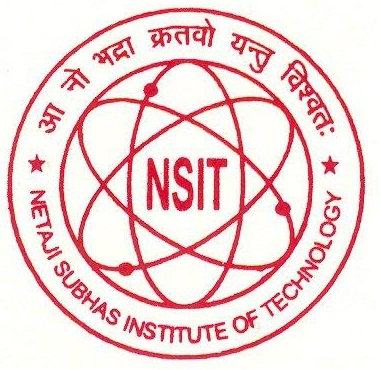 आ नो भद्रा क्रतवो यन्तु विश्वतः
NSIT
NETAJI SUBHAS INSTITUTE OF TECHNOLOGY